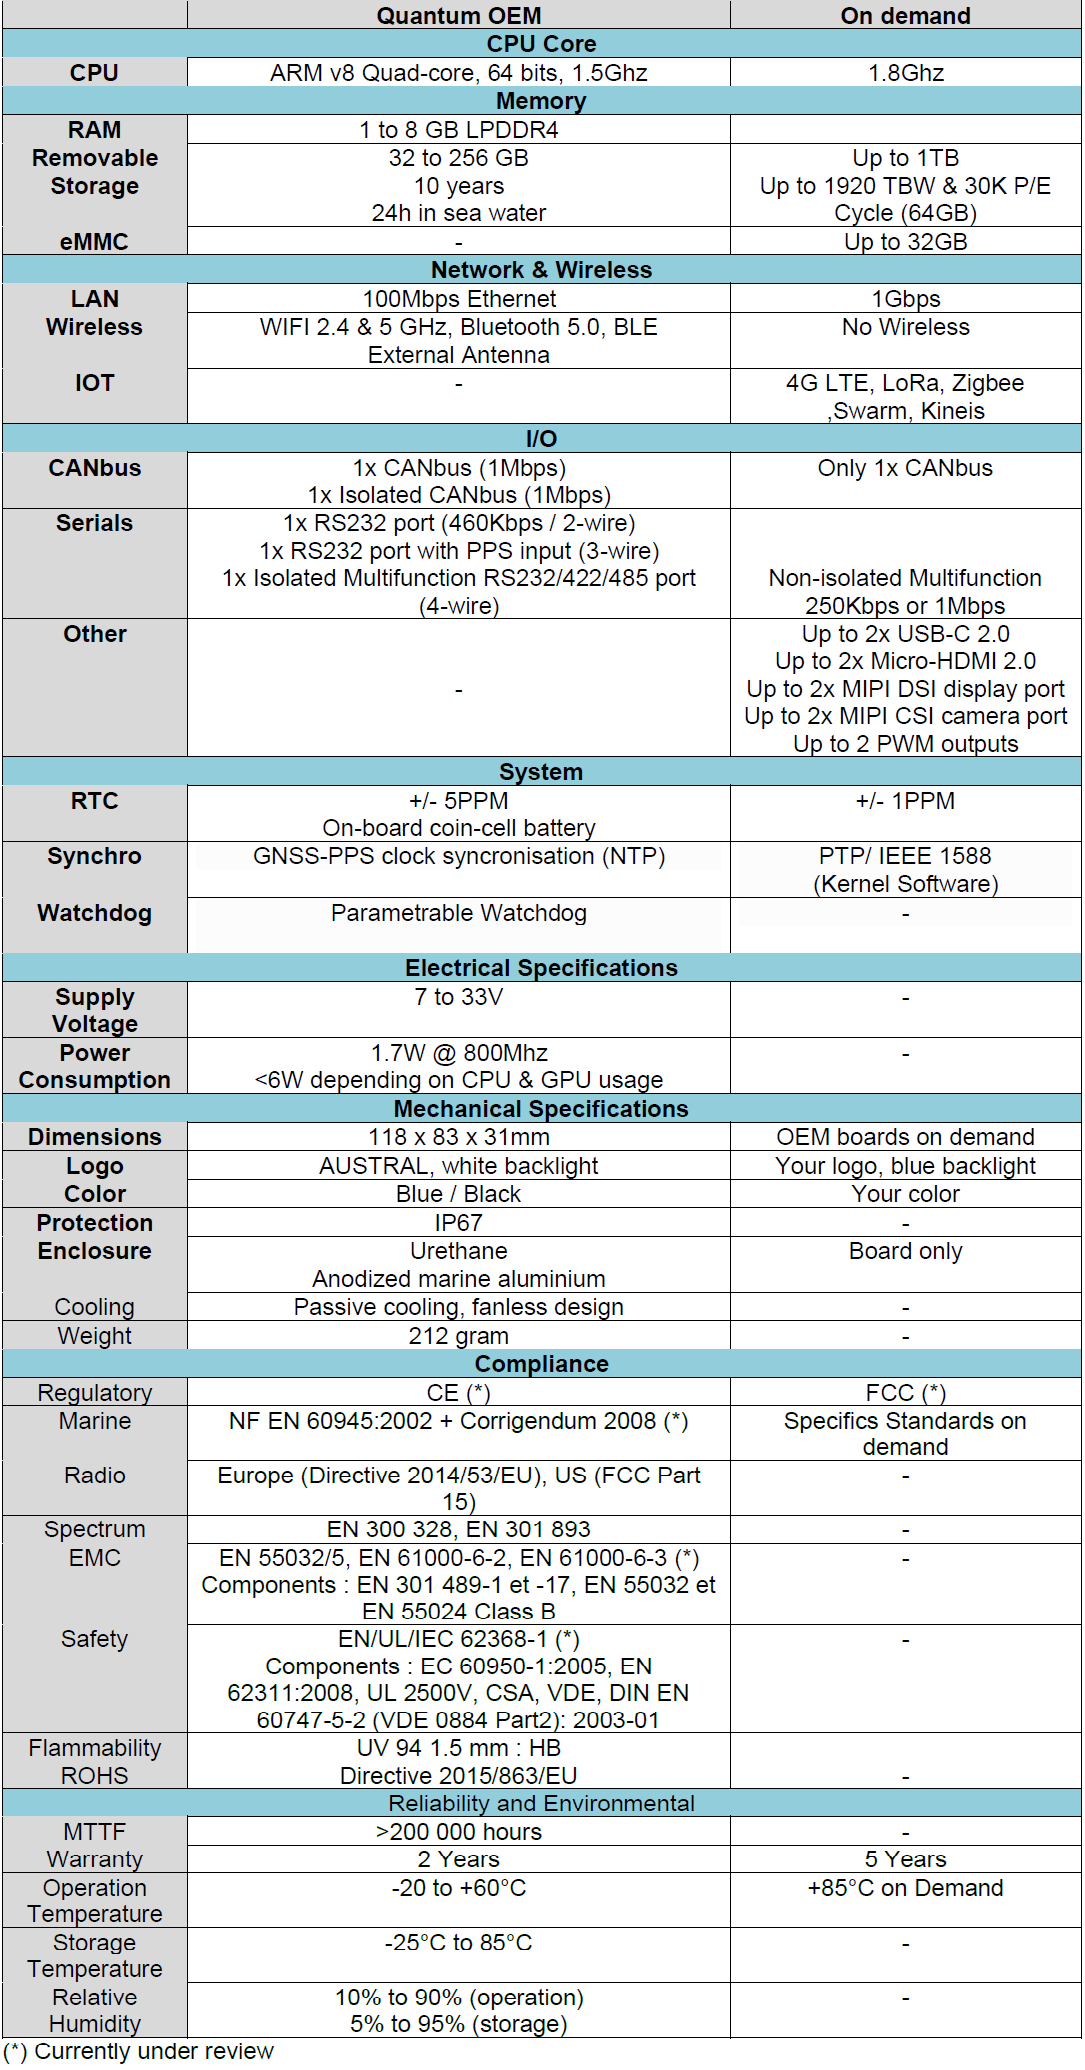 Quantum OEM On demand
CPU Core
CPU ARM v8 Quad-core, 64 bits, 1.5Ghz 1.8Ghz
Memory
RAM 1 to 8 GB LPDDR4
Removable 32 to 256 GB Up to 1TB
Storage 10 years Up to 1920 TBW & 30K P/E
24h in sea water Cycle (64GB)
eMMC - Up to 32GB
Network & Wireless
LAN 100Mbps Ethernet 1Gbps
Wireless WIFI 2.4 & 5 GHz, Bluetooth 5.0, BLE No Wireless
External Antenna
IOT - 4G LTE, LoRa, Zigbee
,Swarm, Kineis
I/O
CANbus 1x CANbus (1Mbps) Only 1x CANbus
1x Isolated CANbus (1Mbps)
Serials 1x RS232 port (460Kbps / 2-wire)
1x RS232 port with PPS input (3-wire)
1x Isolated Multifunction RS232/422/485 port Non-isolated Multifunction
(4-wire) 250Kbps or 1Mbps
Other Up to 2x USB-C 2.0
Up to 2x Micro-HDMI 2.0
- Up to 2x MIPI DSI display port
Up to 2x MIPI CSI camera port
Up to 2 PWM outputs
System
RTC +/- 5PPM +/- 1PPM
On-board coin-cell battery
Synchro GNSS-PPS clock syncronisation (NTP) PTP/ IEEE 1588
(Kernel Software)
Watchdog Parametrable Watchdog -
Electrical Specifications
Supply 7 to 33V -
Voltage
Power 1.7W @ 800Mhz -
Consumption <6W depending on CPU & GPU usage
Mechanical Specifications
Dimensions 118 x 83 x 31mm OEM boards on demand
Logo AUSTRAL, white backlight Your logo, blue backlight
Color Blue / Black Your color
Protection IP67 -
Enclosure Urethane Board only
Anodized marine aluminium
Cooling Passive cooling, fanless design -
Weight 212 gram -
Compliance
Regulatory CE (*) FCC (*)
Marine NF EN 60945:2002 + Corrigendum 2008 (*) Specifics Standards on
demand
Radio Europe (Directive 2014/53/EU), US (FCC Part -
15)
Spectrum EN 300 328, EN 301 893 -
EMC EN 55032/5, EN 61000-6-2, EN 61000-6-3 (*) -
Components : EN 301 489-1 et -17, EN 55032 et
EN 55024 Class B
Safety EN/UL/IEC 62368-1 (*) -
Components : EC 60950-1:2005, EN
62311:2008, UL 2500V, CSA, VDE, DIN EN
60747-5-2 (VDE 0884 Part2): 2003-01
Flammability UV 94 1.5 mm : HB
ROHS Directive 2015/863/EU -
Reliability and Environmental
MTTF >200 000 hours -
Warranty 2 Years 5 Years
Operation -20 to +60°C +85°C on Demand
Temperature
Storage -25°C to 85°C -
Temperature
Relative 10% to 90% (operation) -
Humidity 5% to 95% (storage)
(*) Currently under review